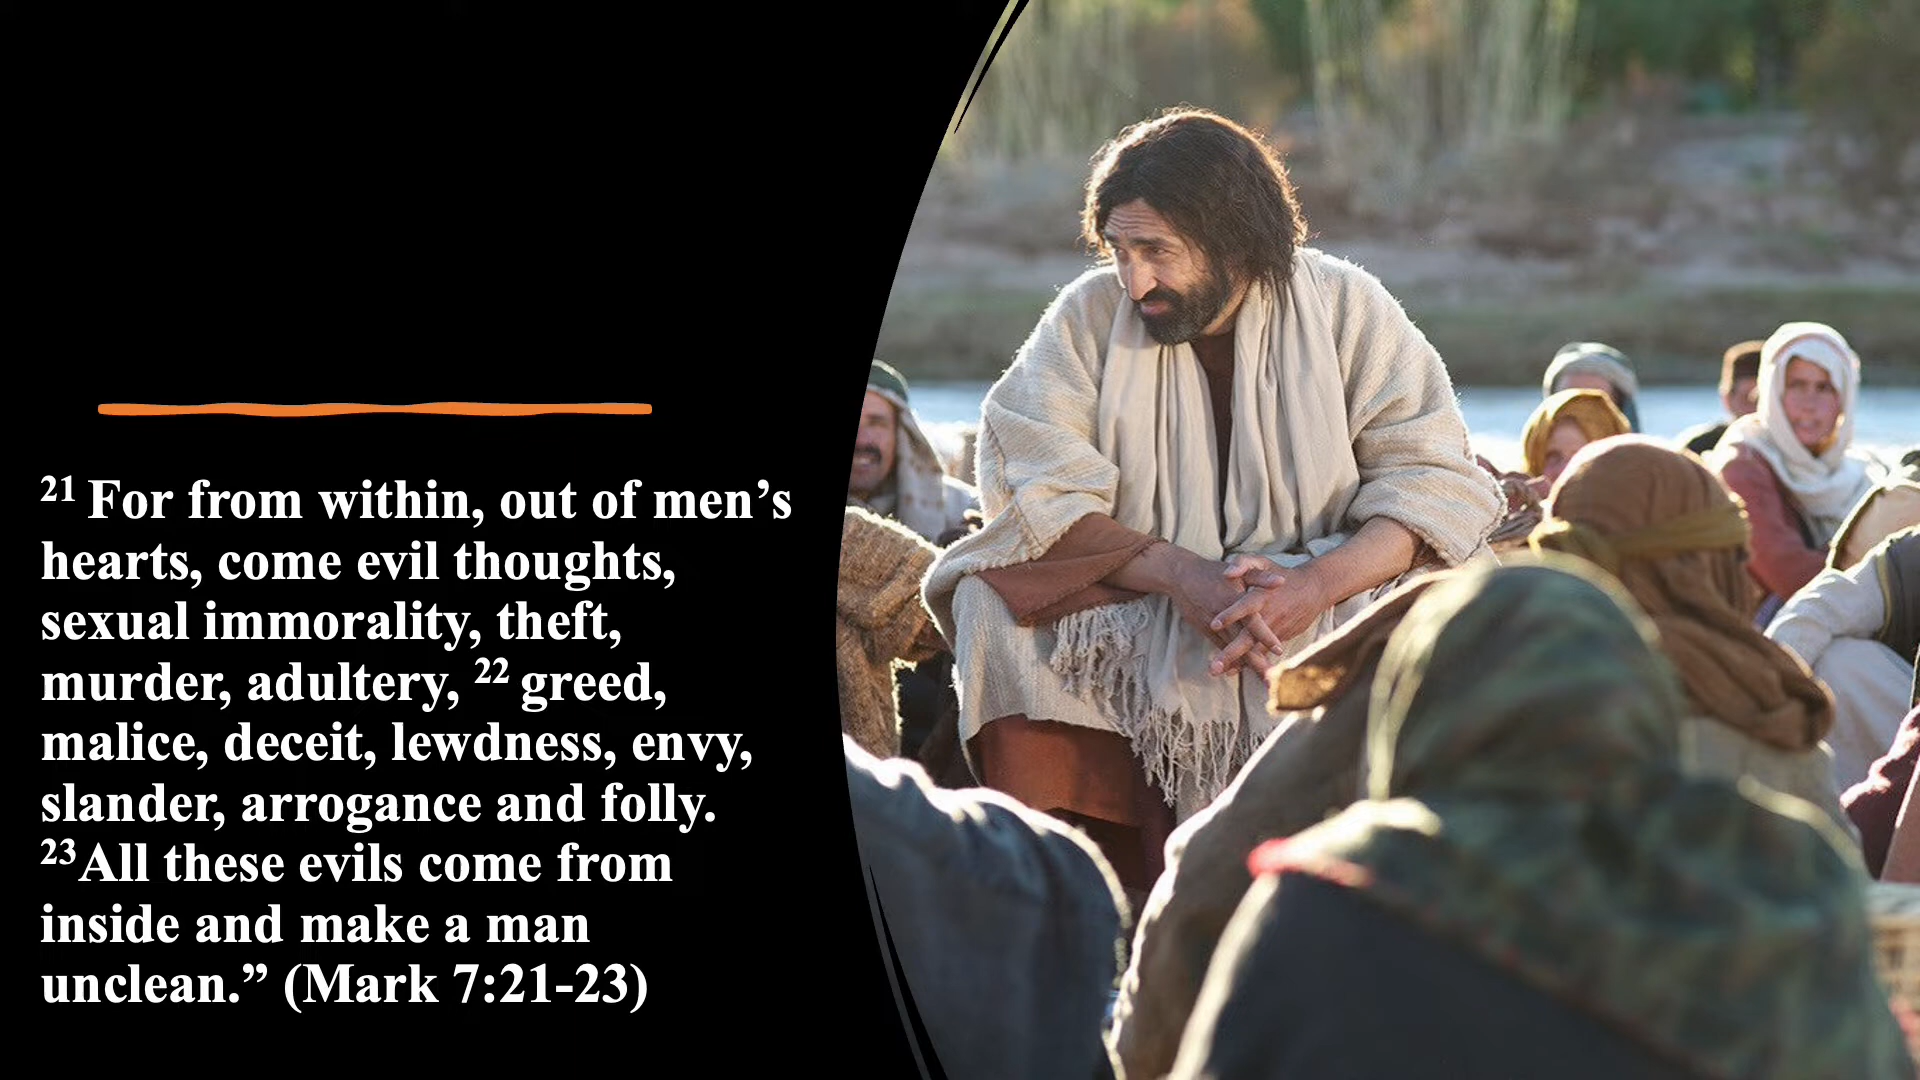 21 For from within, out of men’s
hearts, come evil thoughts,
sexual immorality, theft,
murder, adultery, 22 greed,
malice, deceit, lewdness, envy,
slander, arrogance and folly.
23All these evils come from
inside and make a man
unclean.” (Mark 7:21-23)